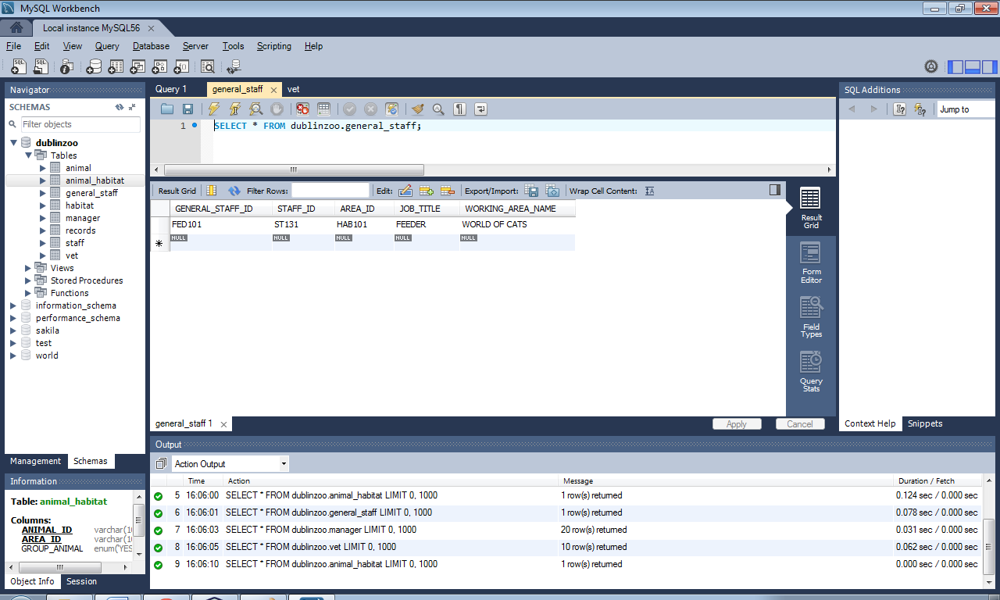 MySQL Workbench
Local instance MySQL56
File Edit View Query Database Server Tools Scripting Help
Navigator
SCHEMAS
Filter objects
dublinzoo
Tables
animal
animal_habitat
general_staff
habitat
manager
records
staff
vet
Views
Stored Procedures
Functions
information_schema
performance_schema
sakila
test
world
Management Schemas
Information
Table: animal_habitat
Columns:
ANIMAL_ID varchar(10
AREA_ID varchar(10
GROUP_ANIMAL enum('YES
Object Info Session
Query 1 general_staff vet
1 SELECT * FROM dublinzoo.general_staff;
Result Grid Filter Rows: Edit: Export/Import: Wrap Cell Content: IA
GENERAL_STAFF_ID STAFF_ID AREA_ID JOB_TITLE WORKING_AREA_NAME
FED101 ST131 HAB101 FEEDER WORLD OF CATS
NULL NULL NULL NULL NULL
Result Grid
Form Editor
Field Types
Query Stats
general_staff 1 Apply Cancel
SQL Additions
Jump to
Context Help Snippets
Output
Action Output
Time Action Message Duration / Fetch
5 16:06:00 SELECT * FROM dublinzoo.animal_habitat LIMIT 0, 1000 1 row(s) returned 0.124 sec / 0.000 sec
6 16:06:01 SELECT * FROM dublinzoo.general_staff LIMIT 0, 1000 1 row(s) returned 0.078 sec / 0.000 sec
7 16:06:03 SELECT * FROM dublinzoo.manager LIMIT 0, 1000 20 row(s) returned 0.031 sec / 0.000 sec
8 16:06:05 SELECT * FROM dublinzoo.vet LIMIT 0, 1000 10 row(s) returned 0.062 sec / 0.000 sec
9 16:06:10 SELECT * FROM dublinzoo.animal_habitat LIMIT 0, 1000 1 row(s) returned 0.000 sec / 0.000 sec